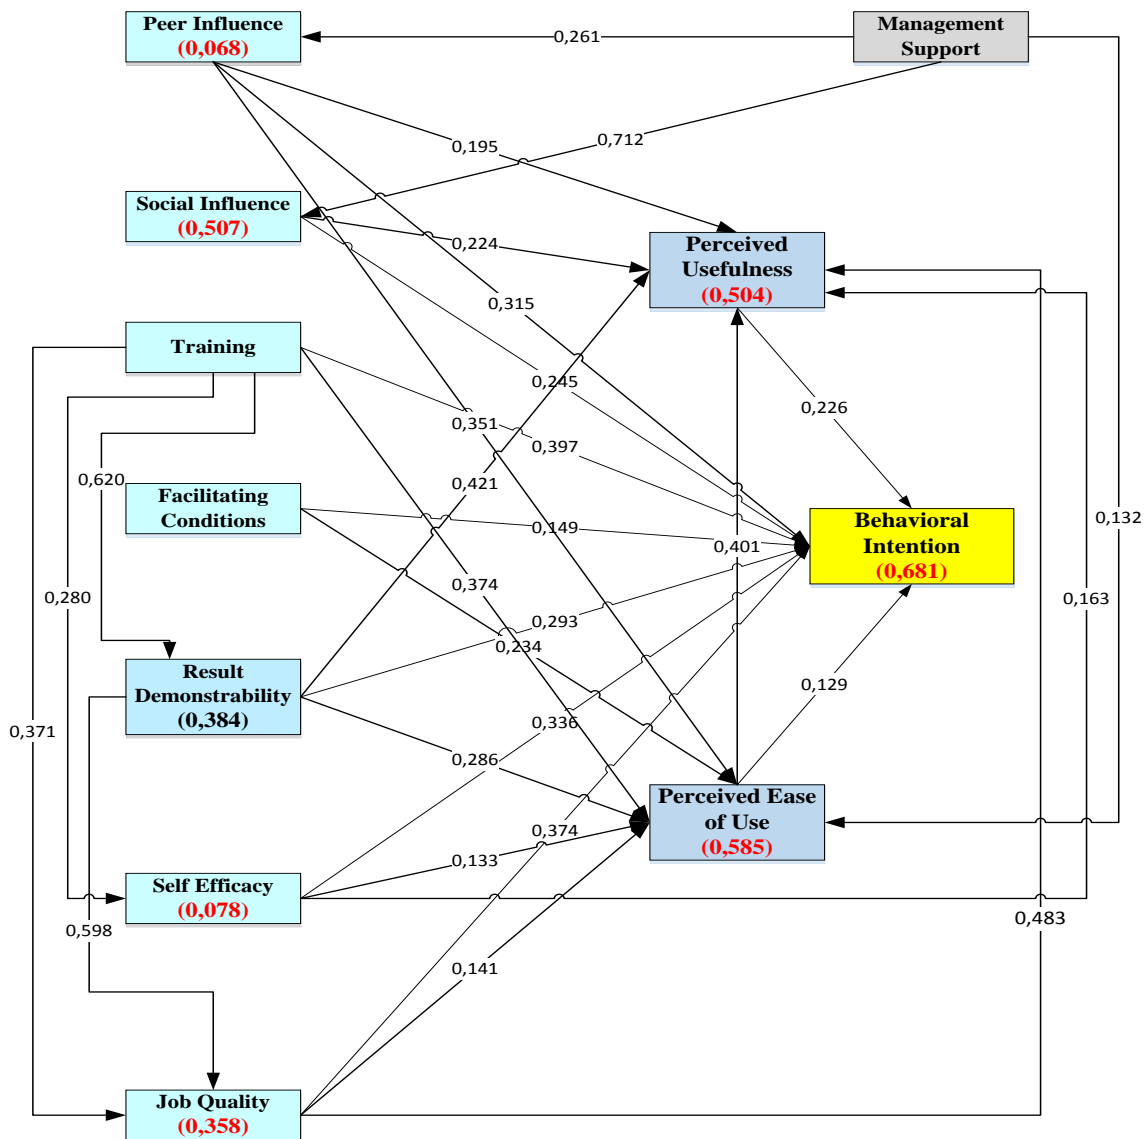 Peer Influence
(0,068)
0,261
Management
Support
0,195
0,712
Social Influence
(0,507)
0,224
Perceived
Usefulness
(0,504)
0,315
Training
0,245
0,351
0,397
0,226
0,620
0,421
Facilitating
Conditions
0,149
0,401
Behavioral
Intention
(0,681)
0,132
0,280
0,374
0,163
0,293
0,234
Result
Demonstrability
(0,384)
0,129
0,371
0,336
0,286
Perceived Ease
of Use
(0,585)
0,374
0,133
Self Efficacy
(0,078)
0,598
0,483
0,141
Job Quality
(0,358)